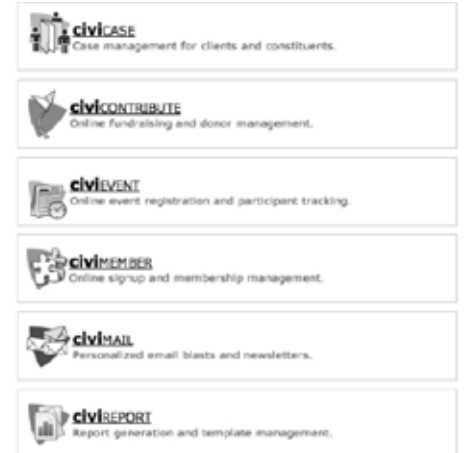 civiCASE
Case management for clients and constituents.
civiCONTRIBUTE
Online fundraising and donor management.
civiEVENT
Online event registration and participant tracking.
civiMEMBER
Online signup and membership management.
civiMAIL
Personalized email blasts and newsletters.
civiREPORT
Report generation and template management.